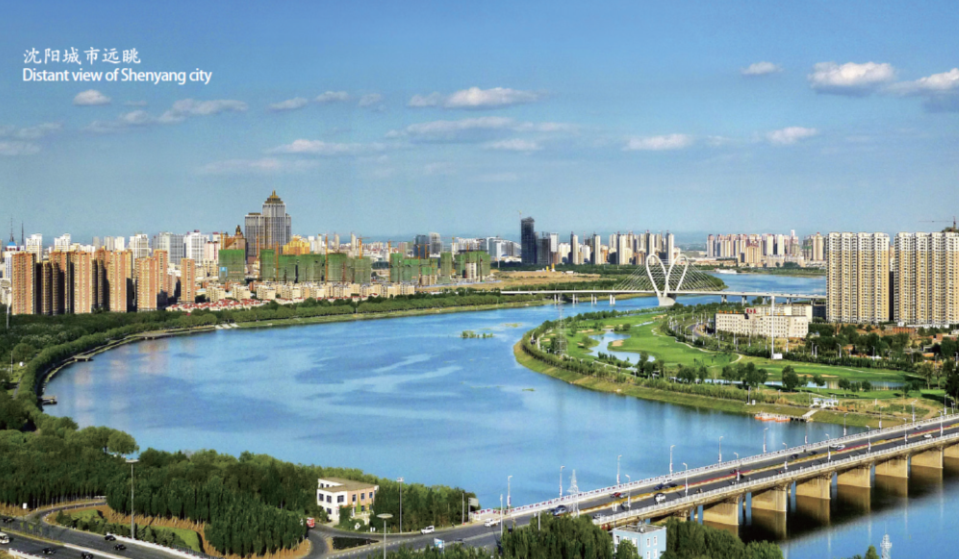 沈阳城市远眺
Distant view of Shenyang city